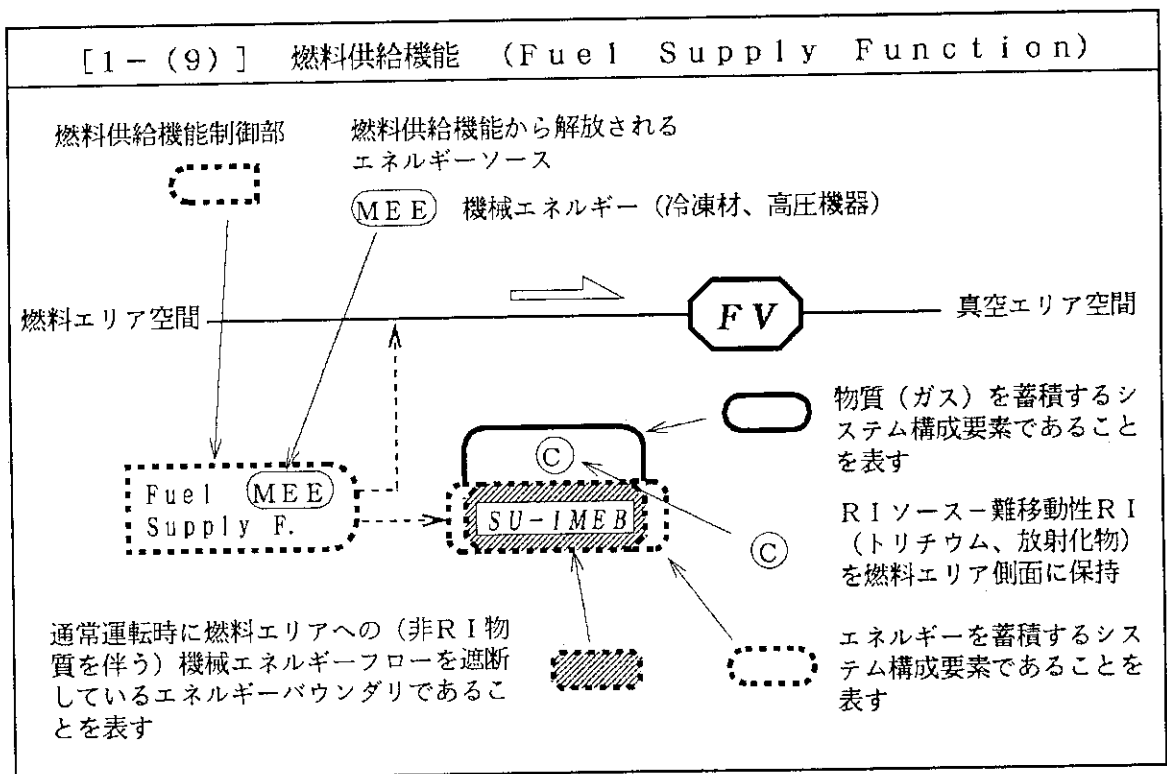 [1-(9)] 燃料供給機能 (Fuel Supply Function)
燃料供給機能制御部
燃料供給機能から解放される
エネルギーソース
MEE 機械エネルギー(冷凍材、高圧機器)
燃料エリア空間
FV
真空エリア空間
物質(ガス)を蓄積するシ
ステム構成要素であること
を表す
C
Fuel MEE
Supply F.
SU-IMEB
C
RIソース-難移動性RI
(トリチウム、放射化物)
を燃料エリア側面に保持
通常運転時に燃料エリアへの(非RI物
質を伴う)機械エネルギーフローを遮断
しているエネルギーバウンダリであるこ
とを表す
エネルギーを蓄積するシス
テム構成要素であることを
表す